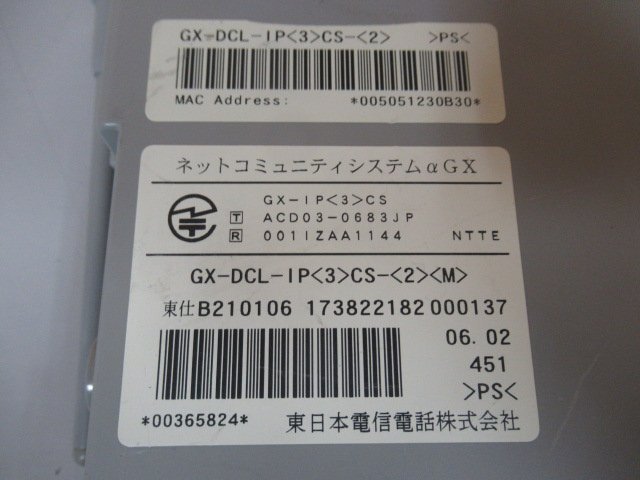 GX-DCL-IP<3>CS-<2> >PS<
MAC Address: *005051230B30*
ネットコミュニティシステムαGX
GX-IP<3>CS
T ACD03-0683JP
R 001IZAA1144 NTTE
GX-DCL-IP<3>CS-<2><M>
東仕B210106 173822182 000137
06.02
451
>PS<
*00365824* 東日本電信電話株式会社